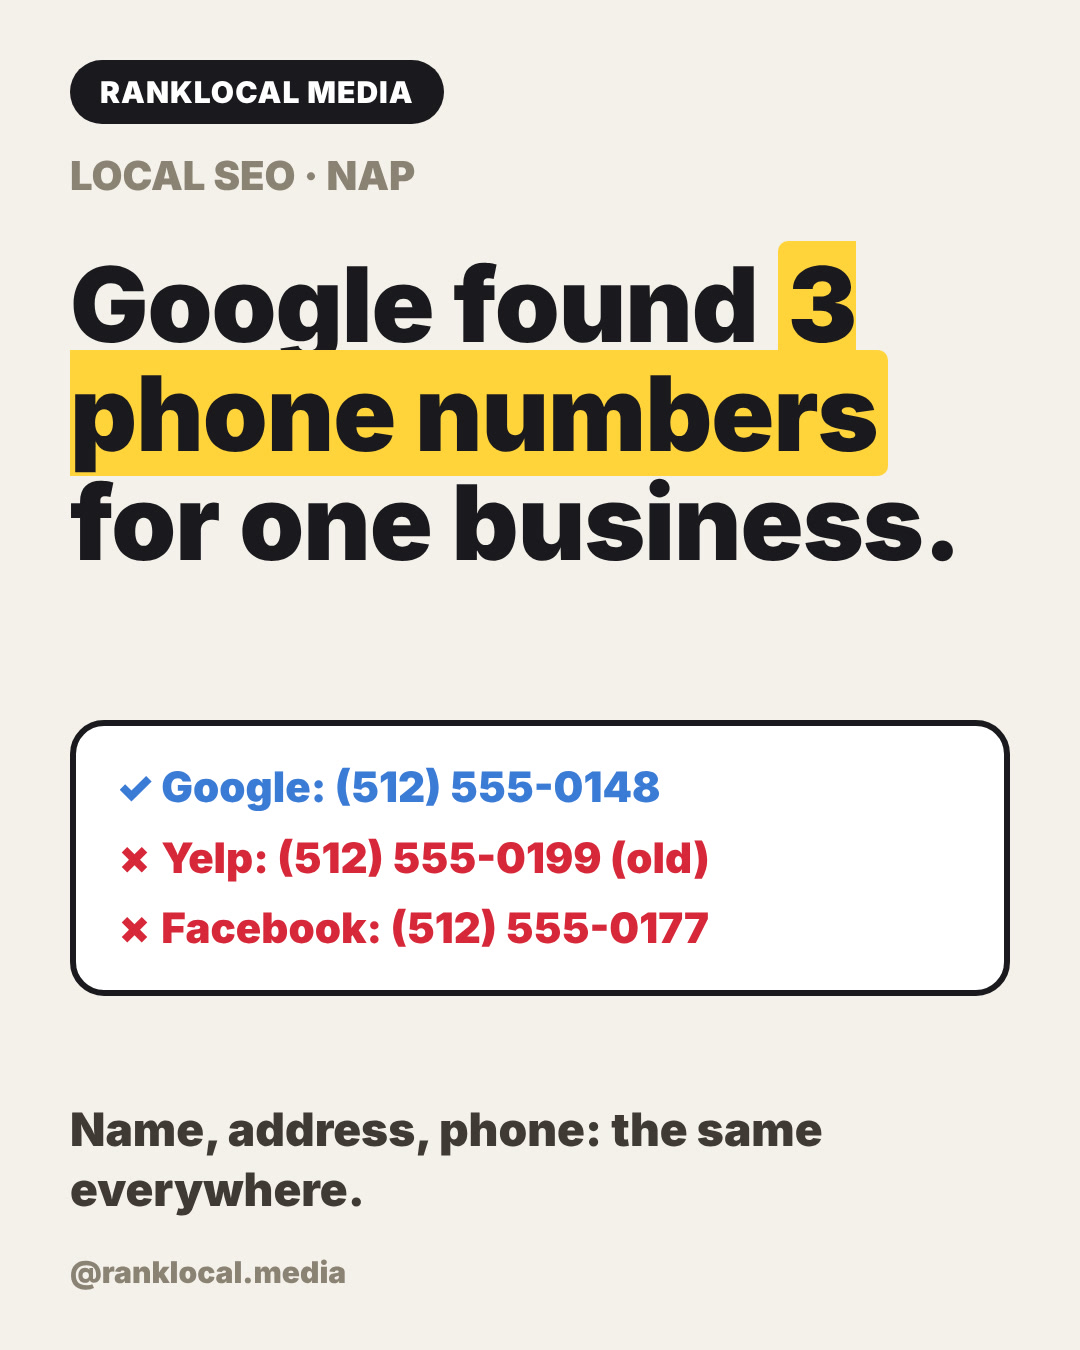 RANKLOCAL MEDIA
LOCAL SEO · NAP
Google found 3
phone numbers
for one business.
✓ Google: (512) 555-0148
✕ Yelp: (512) 555-0199 (old)
✕ Facebook: (512) 555-0177
Name, address, phone: the same
everywhere.
@ranklocal.media